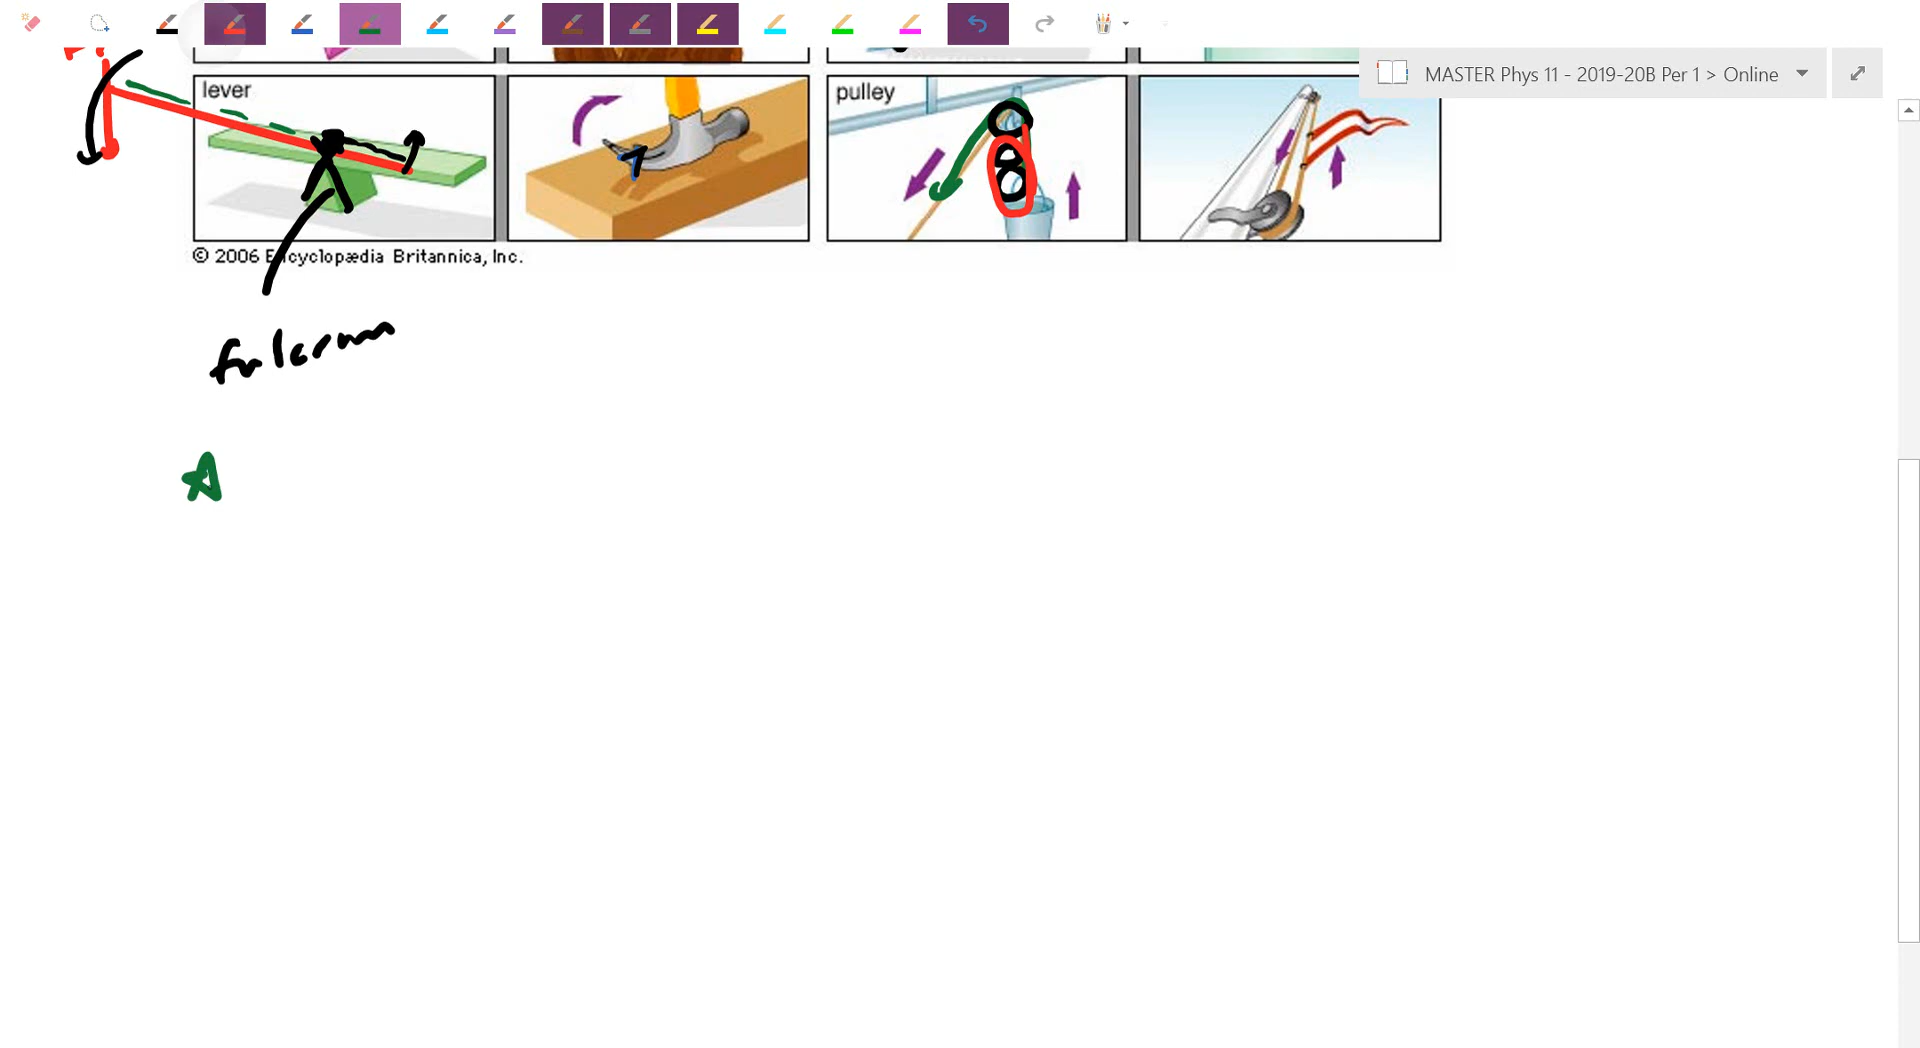 MASTER Phys 11 - 2019-20B Per 1 > Online
lever
pulley
© 2006 Encyclopædia Britannica, Inc.
fulcrum